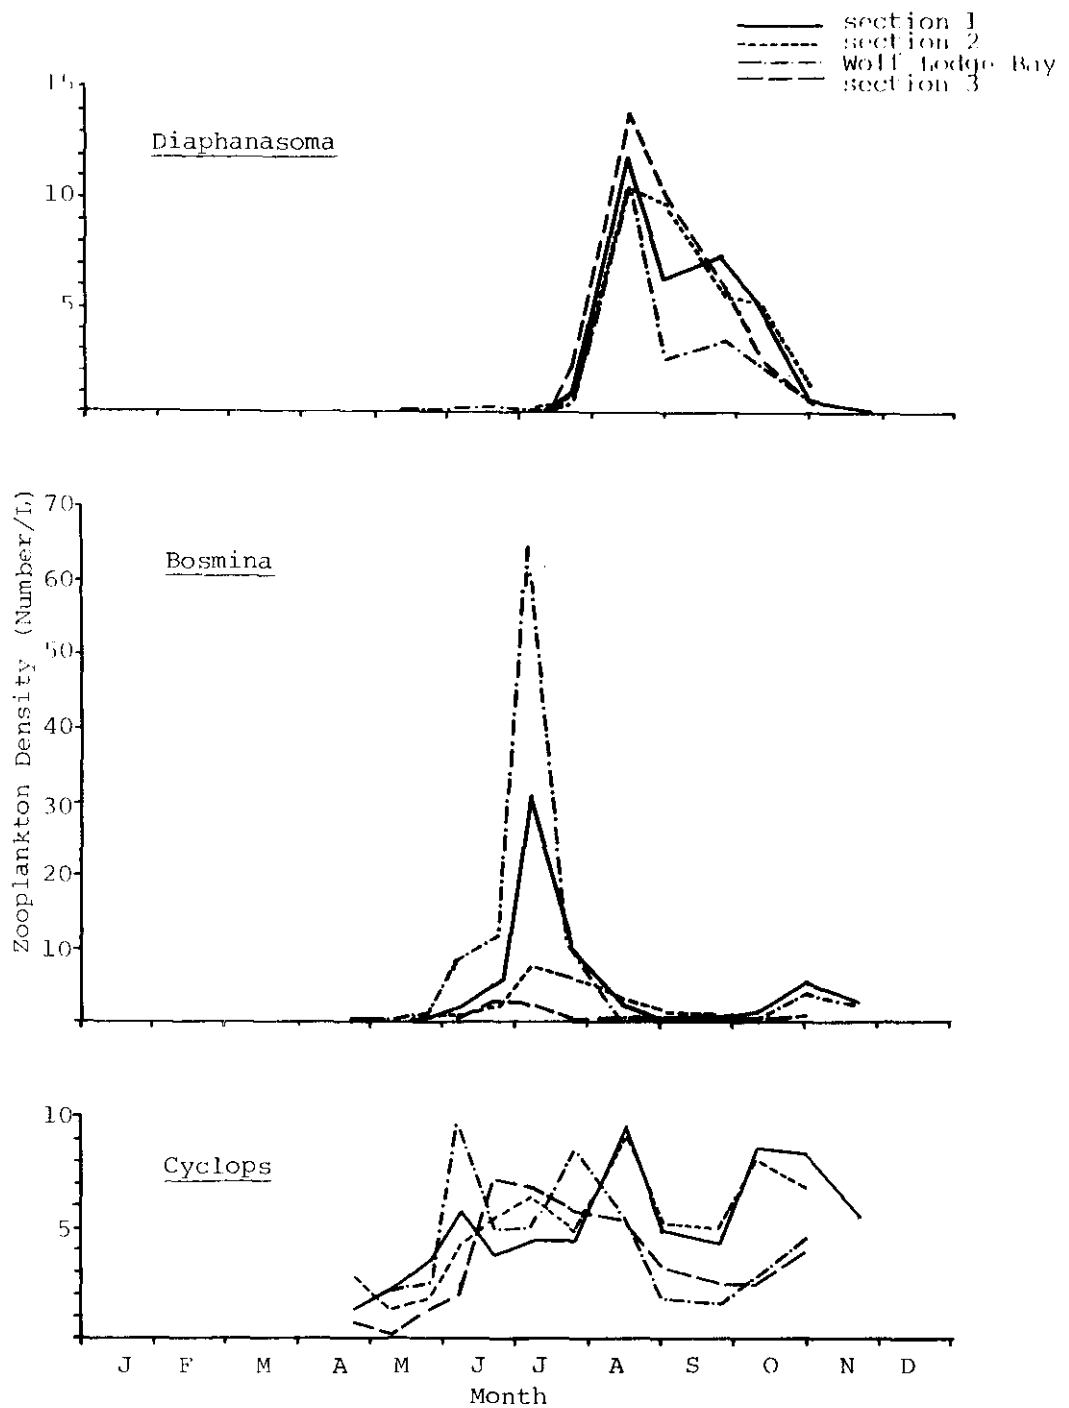 section 1
section 2
Wolf Lodge Bay
section 3
15
Diaphanasoma
10
5
Zooplankton Density (Number/L)
70
Bosmina
60
50
40
30
20
10
10
Cyclops
5
J F M A M J J A S O N D
Month